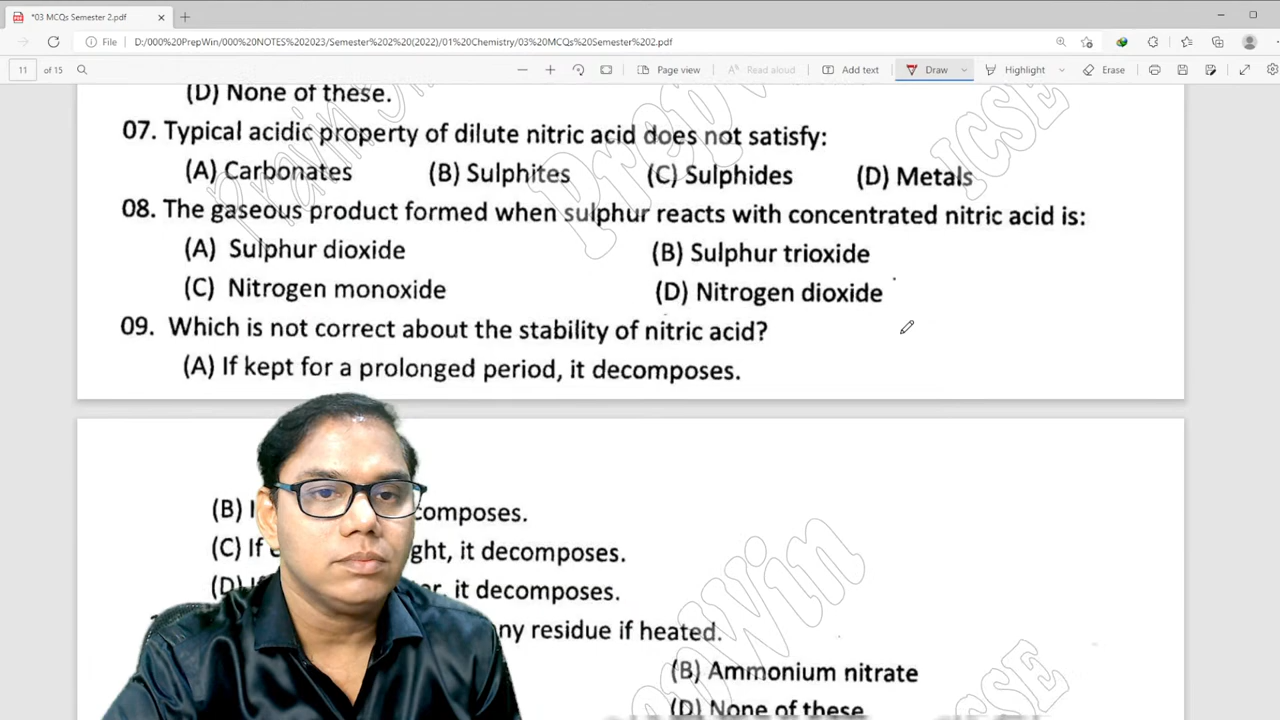 *03 MCQs Semester 2.pdf
File D:/000%20PrepWin/000%20NOTES%202023/Semester%202%20(2022)/01%20Chemistry/03%20MCQs%20Semester%202.pdf
11 of 15 Page view Read aloud Add text Draw Highlight Erase
(D) None of these.
07. Typical acidic property of dilute nitric acid does not satisfy:
(A) Carbonates (B) Sulphites (C) Sulphides (D) Metals
08. The gaseous product formed when sulphur reacts with concentrated nitric acid is:
(A) Sulphur dioxide (B) Sulphur trioxide
(C) Nitrogen monoxide (D) Nitrogen dioxide
09. Which is not correct about the stability of nitric acid?
(A) If kept for a prolonged period, it decomposes.
(B) composes.
(C) If ght, it decomposes.
(D) it decomposes.
ny residue if heated.
(B) Ammonium nitrate
(D) None of these
ICSE
PrepWin
ICSE